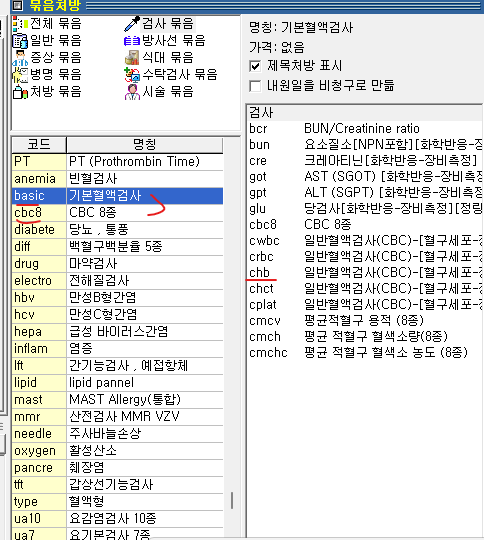 묶음처방
전체 묶음
검사 묶음
일반 묶음
방사선 묶음
증상 묶음
식대 묶음
병명 묶음
수탁검사 묶음
처방 묶음
시술 묶음
명칭: 기본혈액검사
가격: 없음
제목처방 표시
내원일을 비청구로 만듦
코드 명칭
PT PT (Prothrombin Time)
anemia 빈혈검사
basic 기본혈액검사
cbc8 CBC 8종
diabete 당뇨 , 통풍
diff 백혈구백분율 5종
drug 마약검사
electro 전해질검사
hbv 만성B형간염
hcv 만성C형간염
hepa 급성 바이러스간염
inflam 염증
lft 간기능검사 , 예접항체
lipid lipid pannel
mast MAST Allergy(통합)
mmr 산전검사 MMR VZV
needle 주사바늘손상
oxygen 활성산소
pancre 췌장염
tft 갑상선기능검사
type 혈액형
ua10 요감염검사 10종
ua7 요기본검사 7종
검사
bcr BUN/Creatinine ratio
bun 요소질소[NPN포함][화학반응-
cre 크레아티닌[화학반응-장비측정]
got AST (SGOT) [화학반응-장비측
gpt ALT (SGPT) [화학반응-장비측
glu 당검사[화학반응-장비측정][정량
cbc8 CBC 8종
cwbc 일반혈액검사(CBC)-[혈구세포-
crbc 일반혈액검사(CBC)-[혈구세포-
chb 일반혈액검사(CBC)-[혈구세포-
chct 일반혈액검사(CBC)-[혈구세포-
cplat 일반혈액검사(CBC)-[혈구세포-
cmcv 평균적혈구 용적 (8종)
cmch 평균 적혈구 혈색소량(8종)
cmchc 평균 적혈구 혈색소 농도 (8종)